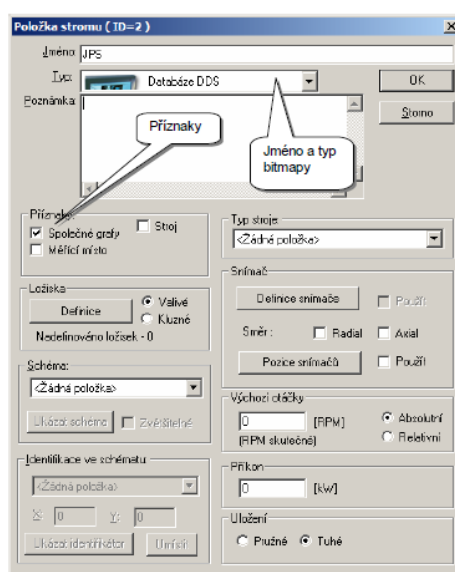 Položka stromu ( ID=2 )
Jméno: JPS
Typ: Databáze DDS
OK
Poznámka:
Storno
Příznaky
Jméno a typ
bitmapy
Příznaky:
Společné grafy
Stroj
Měřící místo
Typ stroje:
<Žádná položka>
Ložiska
Definice
Valivé
Kluzné
Nedefinováno ložisek - 0
Snímač
Definice snímače
Použít
Směr :
Radial
Axial
Pozice snímačů
Použít
Schéma:
<Žádná položka>
Ukázat schéma
Zvětšitelné
Výchozí otáčky
0 [RPM]
Absolutní
(RPM skutečné)
Relativní
Identifikace ve schématu
<Žádná položka>
X: 0 Y: 0
Ukázat identifikátor
Umístit
Příkon
0 [kW]
Uložení
Pružné
Tuhé